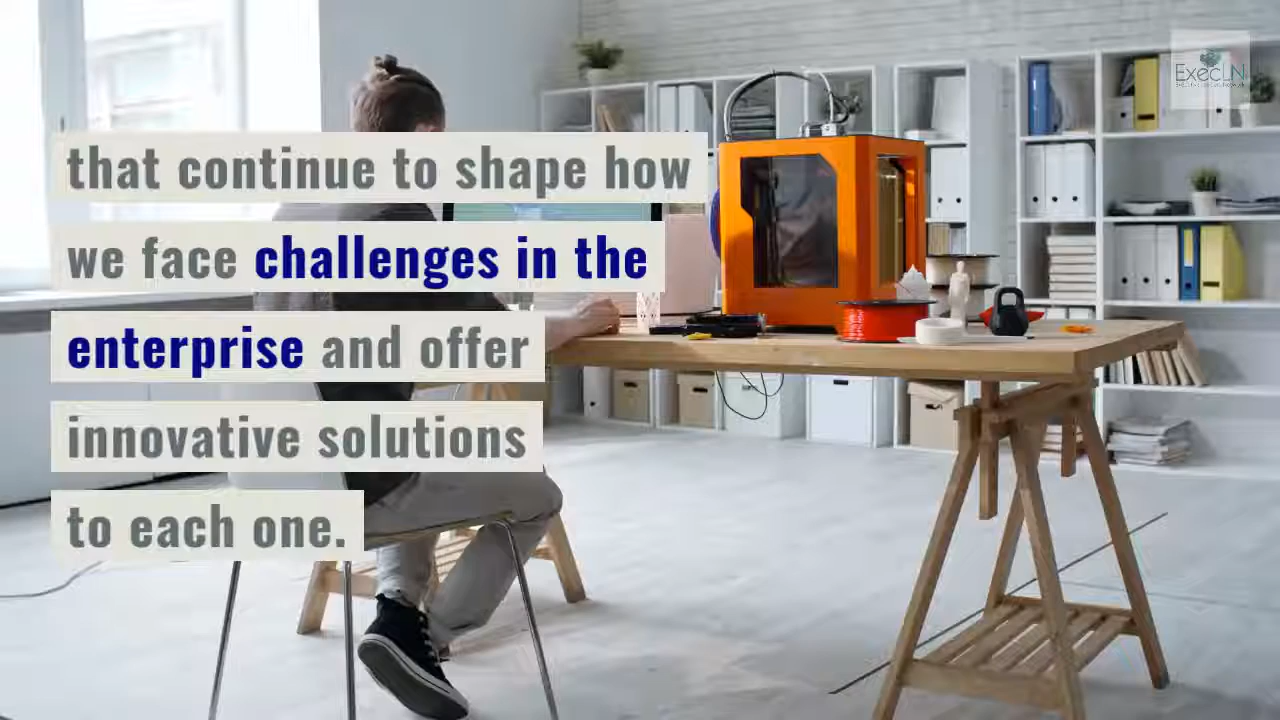 that continue to shape how
we face challenges in the
enterprise and offer
innovative solutions
to each one.
ExecLN